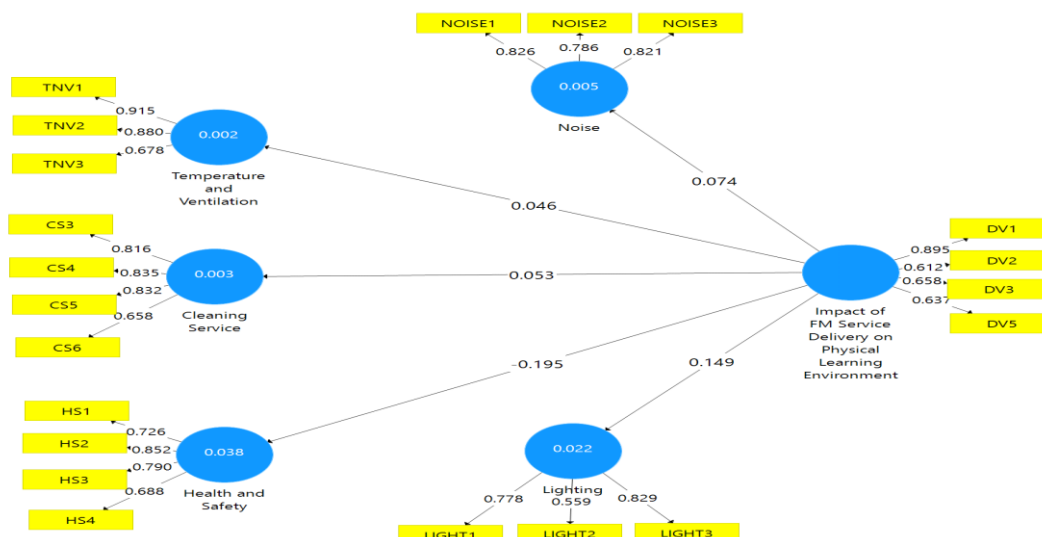 NOISE1
NOISE2
NOISE3
0.826
0.786
0.821
0.005
Noise
TNV1
TNV2
TNV3
0.915
0.880
0.678
0.002
Temperature
and
Ventilation
0.074
0.046
CS3
CS4
CS5
CS6
0.816
0.835
0.832
0.658
0.003
Cleaning
Service
0.053
DV1
DV2
DV3
DV5
0.895
0.612
0.658
0.637
Impact of
FM Service
Delivery on
Physical
Learning
Environment
-0.195
0.149
HS1
HS2
HS3
HS4
0.726
0.852
0.790
0.688
0.038
Health and
Safety
0.022
Lighting
0.778
0.559
0.829
LIGHT1
LIGHT2
LIGHT3